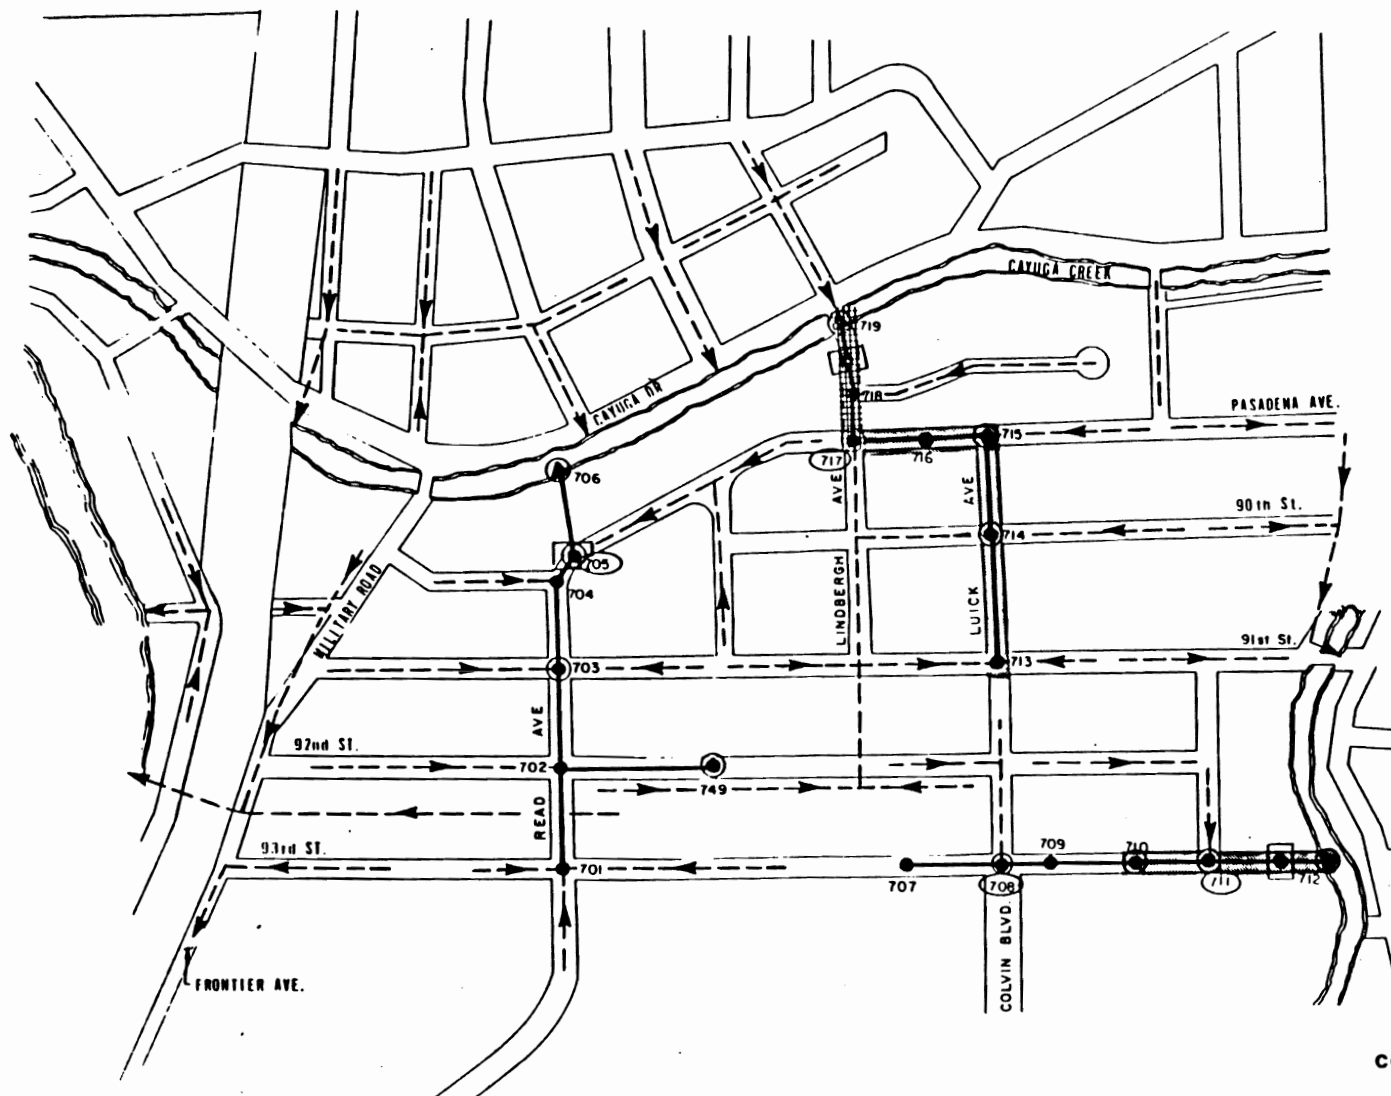 CAYUGA CREEK
719
718
PASADENA AVE.
CAYUGA DR
715
716
717
706
AVE
AVE
90th St.
714
705
704
MILITARY ROAD
LINDBERGH
LUICK
91st St.
713
703
AVE
92nd ST.
702
749
READ
93rd ST.
701
709
710
707
708
711
712
COLVIN BLVD.
FRONTIER AVE.